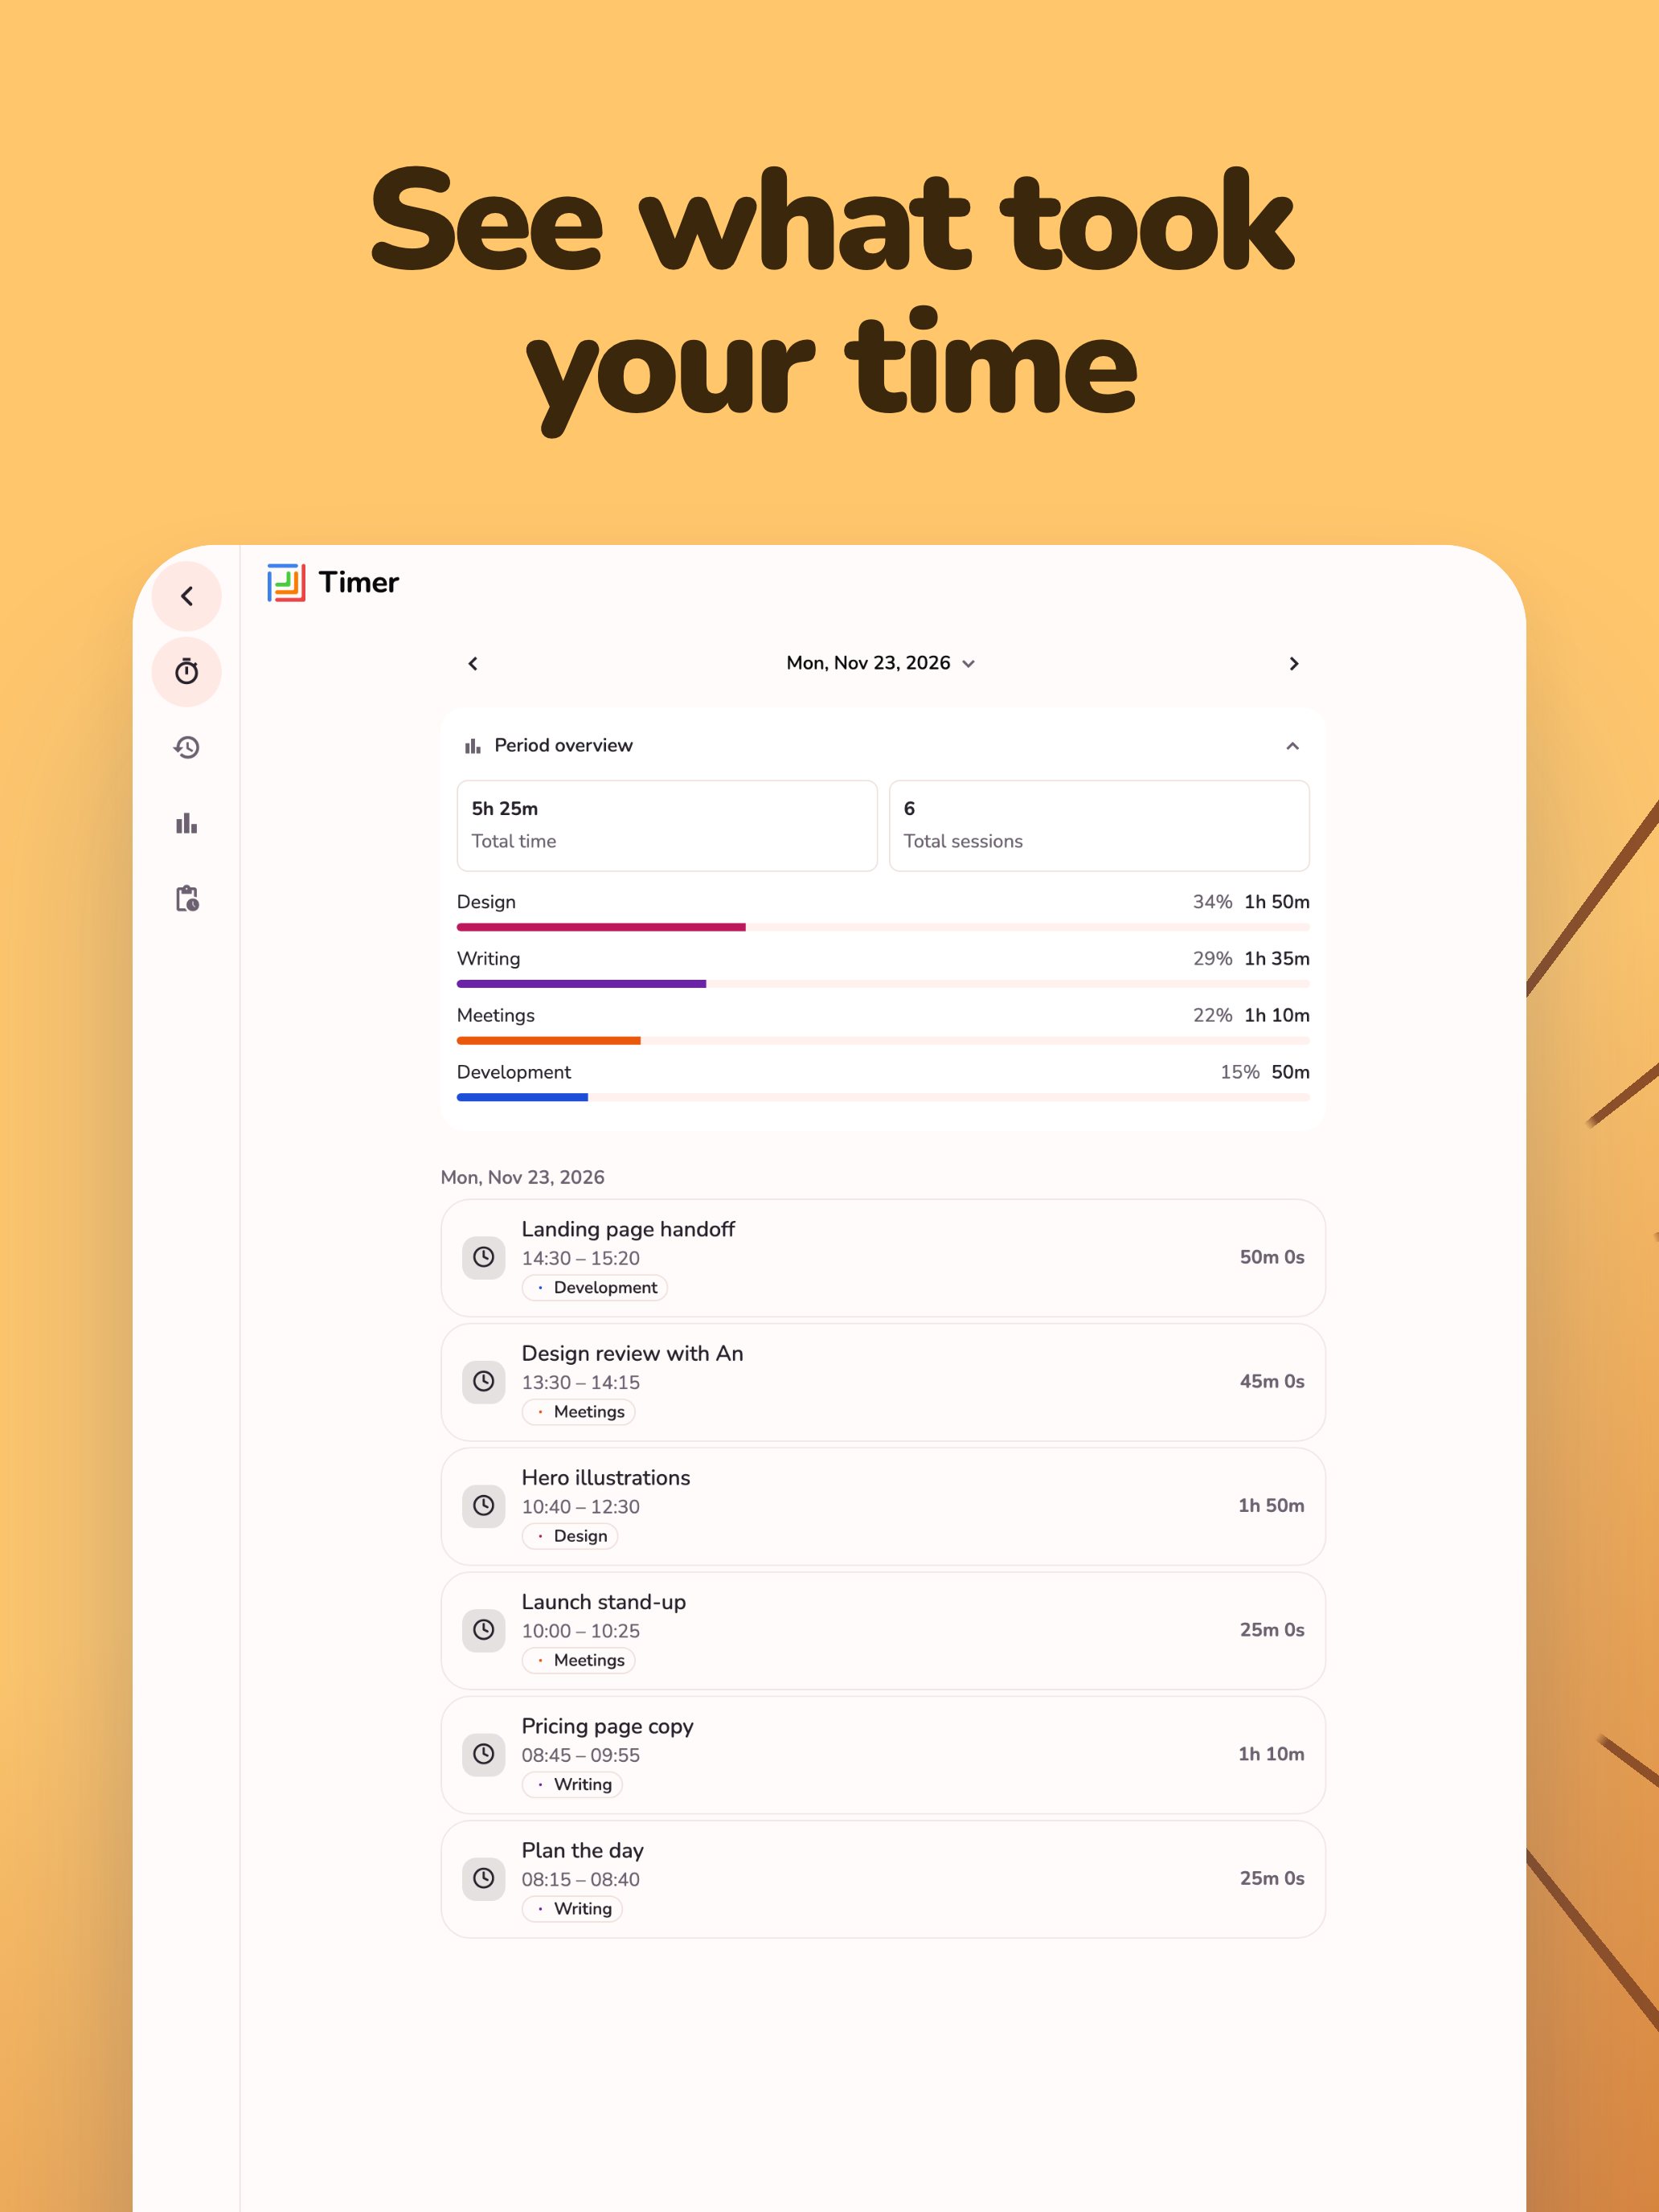 See what took
your time
Timer
Mon, Nov 23, 2026
Period overview
5h 25m
Total time
6
Total sessions
Design 34% 1h 50m
Writing 29% 1h 35m
Meetings 22% 1h 10m
Development 15% 50m
Mon, Nov 23, 2026
Landing page handoff
14:30 – 15:20
50m 0s
Development
Design review with An
13:30 – 14:15
45m 0s
Meetings
Hero illustrations
10:40 – 12:30
1h 50m
Design
Launch stand-up
10:00 – 10:25
25m 0s
Meetings
Pricing page copy
08:45 – 09:55
1h 10m
Writing
Plan the day
08:15 – 08:40
25m 0s
Writing